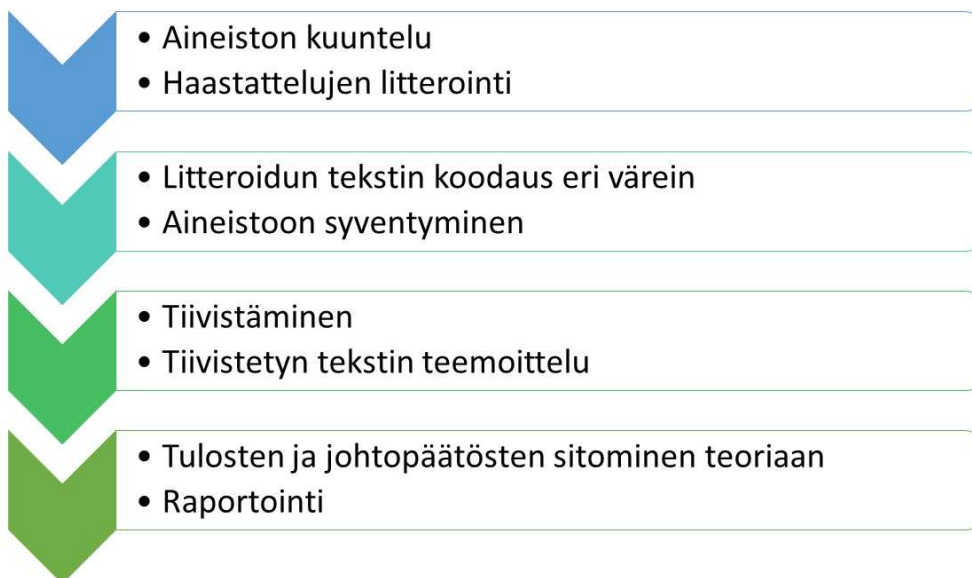 • Aineiston kuuntelu
• Haastattelujen litterointi
• Litteroidun tekstin koodaus eri värein
• Aineistoon syventyminen
• Tiivistäminen
• Tiivistetyn tekstin teemoittelu
• Tulosten ja johtopäätösten sitominen teoriaan
• Raportointi